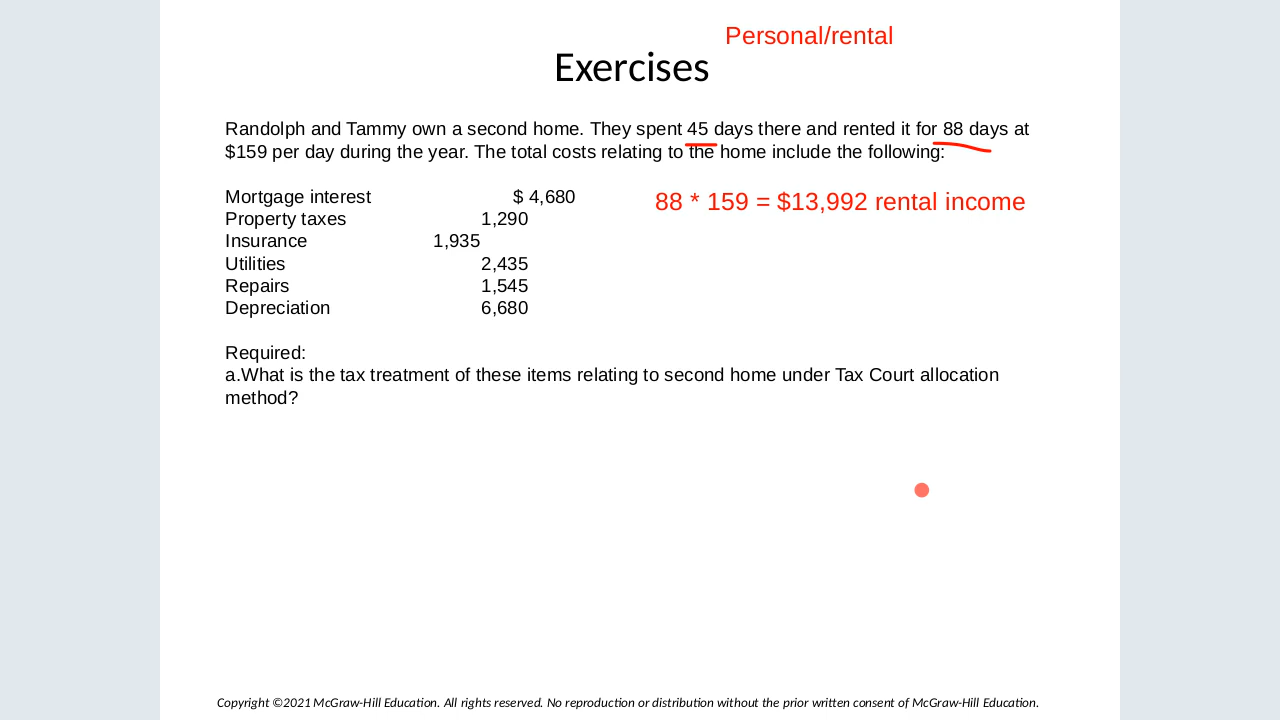 Personal/rental
Exercises
Randolph and Tammy own a second home. They spent 45 days there and rented it for 88 days at
$159 per day during the year. The total costs relating to the home include the following:
Mortgage interest $ 4,680
88 * 159 = $13,992 rental income
Property taxes 1,290
Insurance 1,935
Utilities 2,435
Repairs 1,545
Depreciation 6,680
Required:
a.What is the tax treatment of these items relating to second home under Tax Court allocation
method?
Copyright ©2021 McGraw-Hill Education. All rights reserved. No reproduction or distribution without the prior written consent of McGraw-Hill Education.